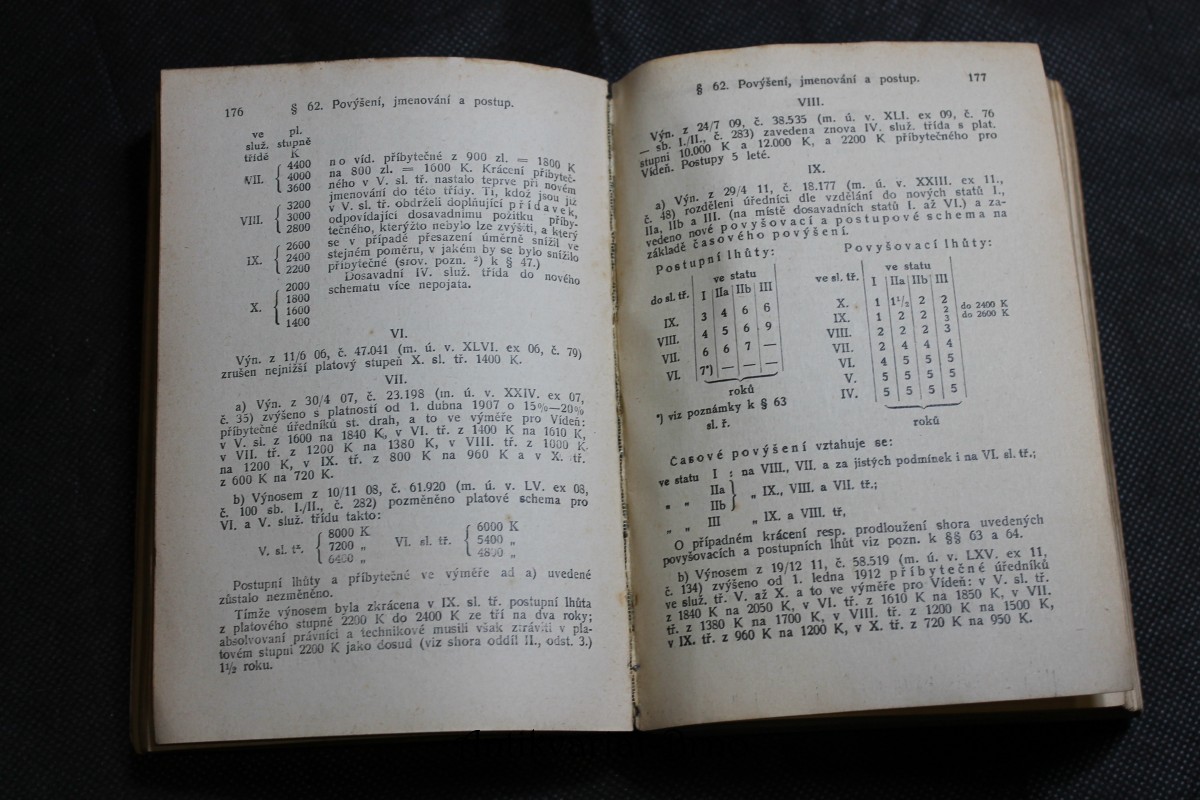 176 § 62. Povýšení, jmenování a postup.
ve pl.
služ. stupně
třídě K
VII. { 4400
4000
3600
VIII. { 3200
3000
2800
IX. { 2600
2400
2200
X. { 2000
1800
1600
1400
no víd. příbytečné z 900 zl. = 1800 K
na 800 zl. = 1600 K. Krácení příbyteč-
ného v V. sl. tř. nastalo teprve při novém
jmenování do této třídy. Ti, kdož jsou již
v V. sl. tř. obdrželi doplňující přídavek,
odpovídající dosavadnímu požitku příby-
tečného, kterýžto nebylo lze zvýšiti, a který
se v případě přesazení úměrně snížil ve
stejném poměru, v jakém by se bylo snížilo
příbytečné (srov. pozn. ²) k § 47.)
Dosavadní IV. služ. třída do nového
schematu více nepojata.
VI.
Výn. z 11/6 06, č. 47.041 (m. ú. v. XLVI. ex 06, č. 79)
zrušen nejnižší platový stupeň X. sl. tř. 1400 K.
VII.
a) Výn. z 30/4 07, č. 23.198 (m. ú. v. XXIV. ex 07,
č. 35) zvýšeno s platností od 1. dubna 1907 o 15%—20%
příbytečné úředníků st. drah, a to ve výměře pro Vídeň:
v V. sl. z 1600 na 1840 K, v VI. tř. z 1400 K na 1610 K,
v VII. tř. z 1200 K na 1380 K, v VIII. tř. z 1000 K
na 1200 K, v IX. tř. z 800 K na 960 K a v X. tř.
z 600 K na 720 K.
b) Výnosem z 10/11 08, č. 61.920 (m. ú. v. LV. ex 08,
č. 100 sb. I./II., č. 282) pozměněno platové schema pro
VI. a V. služ. třídu takto:
V. sl. tř. { 8000 K
7200 „
6400 „
VI. sl. tř. { 6000 K
5400 „
4800 „
Postupní lhůty a příbytečné ve výměře ad a) uvedené
zůstalo nezměněno.
Tímže výnosem byla zkrácena v IX. sl. tř. postupní lhůta
z platového stupně 2200 K do 2400 K ze tří na dva roky;
absolvovaní právníci a technikové musili však ztráviti v pla-
tovém stupni 2200 K jako dosud (viz shora oddíl II., odst. 3.)
1½ roku.
§ 62. Povýšení, jmenování a postup. 177
VIII.
Výn. z 24/7 09, č. 38.535 (m. ú. v. XLI. ex 09, č. 76
— sb. I./II., č. 283) zavedena znova IV. služ. třída s plat.
stupni 10.000 K a 12.000 K, a 2200 K příbytečného pro
Vídeň. Postupy 5 leté.
IX.
a) Výn. z 29/4 11, č. 18.177 (m. ú. v. XXIII. ex 11.,
č. 48) rozděleni úředníci dle vzdělání do nových statů I.,
IIa, IIb a III. (na místě dosavadních statů I. až VI.) a za-
vedeno nové povyšovací a postupové schema na
základě časového povýšení.
Postupní lhůty:
ve statu
do sl. tř. I IIa IIb III
IX. 3 4 6 6
VIII. 4 5 6 9
VII. 6 6 7 —
VI. 7*) — — —
roků
*) viz poznámky k § 63
sl. ř.
Povyšovací lhůty:
ve statu
ve sl. tř. I IIa IIb III
X. 1 1½ 2 2 do 2400 K
IX. 1 2 2 2 3 do 2600 K
VIII. 2 2 2 3
VII. 2 4 4 4
VI. 4 5 5 5
V. 5 5 5 5
IV. 5 5 5 5
roků
Časové povýšení vztahuje se:
ve statu I : na VIII., VII. a za jistých podmínek i na VI. sl. tř.;
„ „ IIa } „ IX., VIII. a VII. tř.;
IIb
„ „ III „ IX. a VIII. tř,
O případném krácení resp. prodloužení shora uvedených
povyšovacích a postupních lhůt viz pozn. k §§ 63 a 64.
b) Výnosem z 19/12 11, č. 58.519 (m. ú. v. LXV. ex 11,
č. 134) zvýšeno od 1. ledna 1912 příbytečné úředníků
ve služ. tř. V. až X. a to ve výměře pro Vídeň: v V. sl. tř.
z 1840 K na 2050 K, v VI. tř. z 1610 K na 1850 K, v VII.
tř. z 1380 K na 1700 K, v VIII. tř. z 1200 K na 1500 K,
v IX. tř. z 960 K na 1200 K, v X. tř. z 720 K na 950 K.